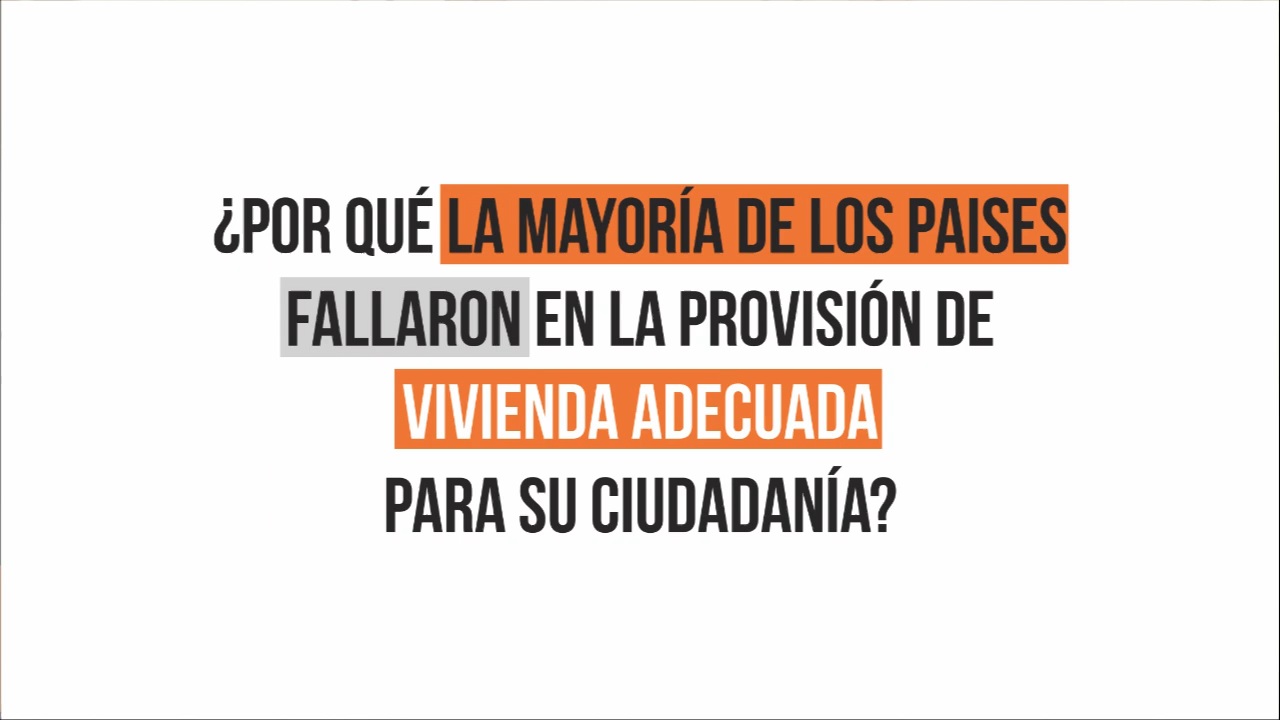 ¿POR QUÉ LA MAYORÍA DE LOS PAISES
FALLARON EN LA PROVISIÓN DE
VIVIENDA ADECUADA
PARA SU CIUDADANÍA?